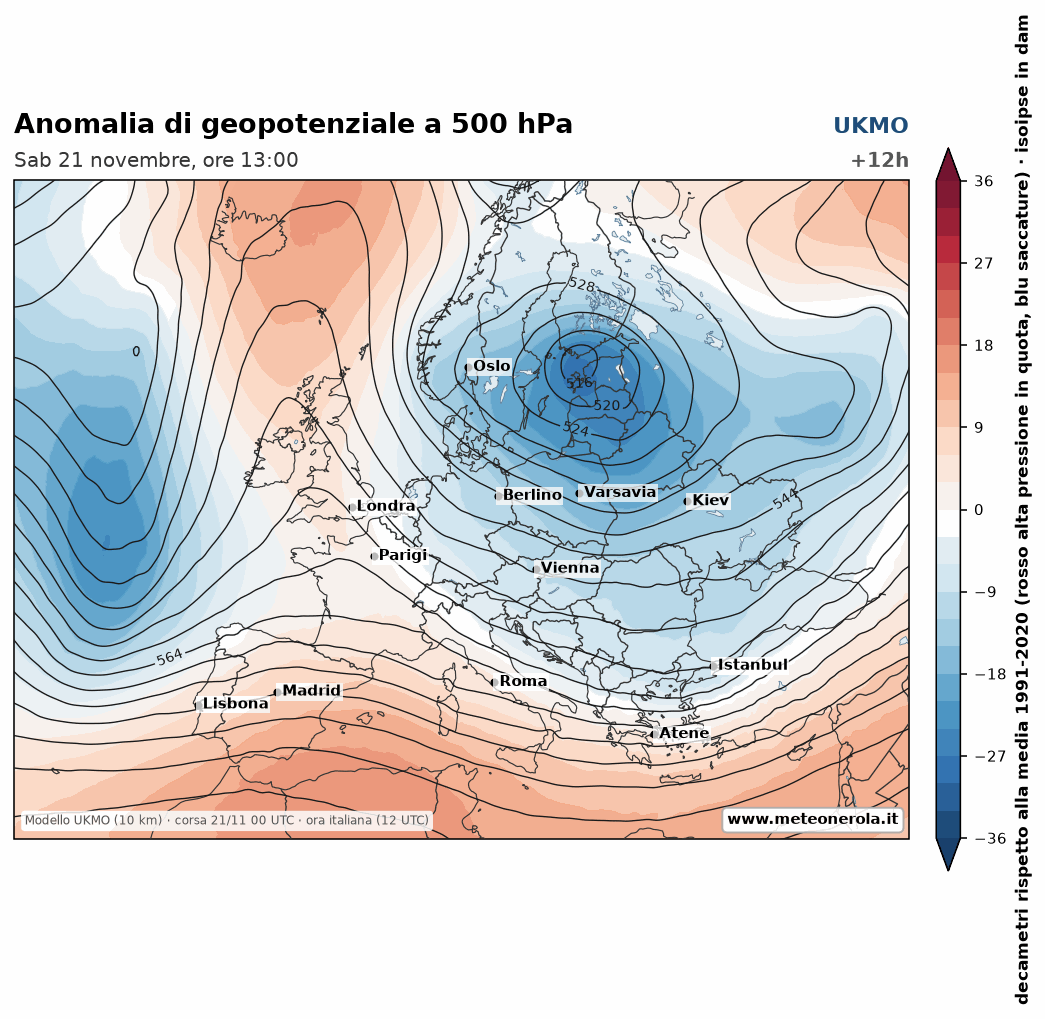 Anomalia di geopotenziale a 500 hPa
UKMO
Sab 21 novembre, ore 13:00
+12h
528
0
Oslo
516
520
524
Berlino
Varsavia
Kiev
544
Londra
Parigi
Vienna
564
Istanbul
Roma
Madrid
Lisbona
Atene
Modello UKMO (10 km) · corsa 21/11 00 UTC · ora italiana (12 UTC)
www.meteonerola.it
36
27
18
9
0
−9
−18
−27
−36
decametri rispetto alla media 1991-2020 (rosso alta pressione in quota, blu saccature) · isoipse in dam